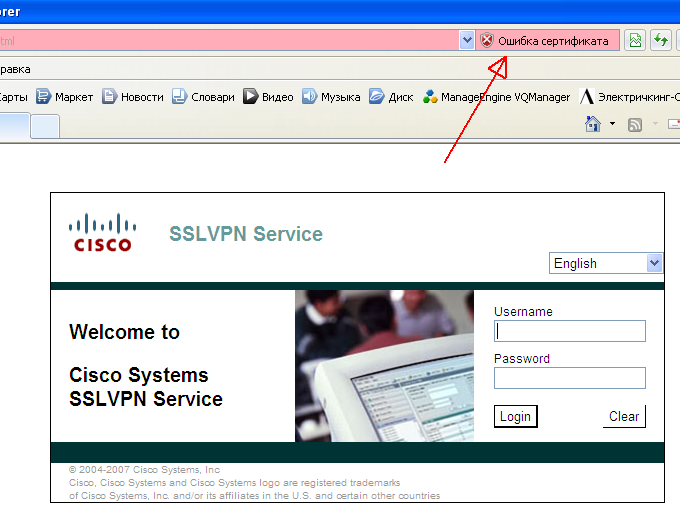 orer
html
Ошибка сертификата
равка
Карты Маркет Новости Словари Видео Музыка Диск ManageEngine VQManager Электричкинг-С
CISCO SSLVPN Service
English
Welcome to
Cisco Systems
SSLVPN Service
Username
Password
Login Clear
© 2004-2007 Cisco Systems, Inc
Cisco, Cisco Systems and Cisco Systems logo are registered trademarks
of Cisco Systems, Inc. and/or its affiliates in the U.S. and certain other countries